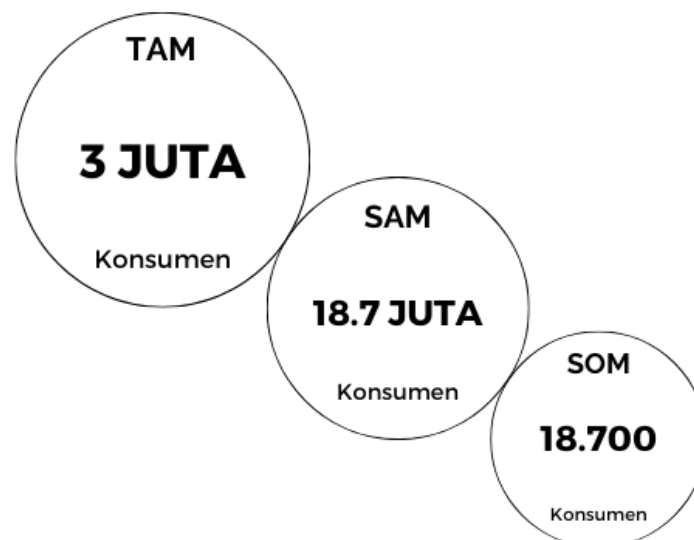 TAM
3 JUTA
Konsumen
SAM
18.7 JUTA
Konsumen
SOM
18.700
Konsumen